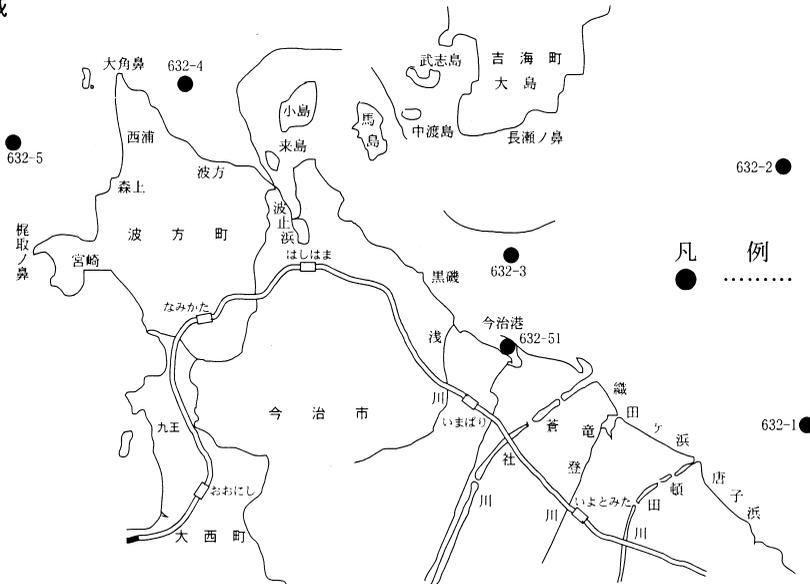 域
大角鼻
632-4
武志島
吉海町
大島
小島
馬島
中渡島
長瀬ノ鼻
632-5
西浦
来島
632-2
森上
波方
波止浜
梶取ノ鼻
波方町
宮崎
はしはま
632-3
凡例
黒磯
なみかた
今治港
632-51
浅川
織田ヶ浜
今治市
いまばり
蒼社川
竜登川
632-1
九王
唐子浜
おおにし
いよとみた
頓田川
大西町